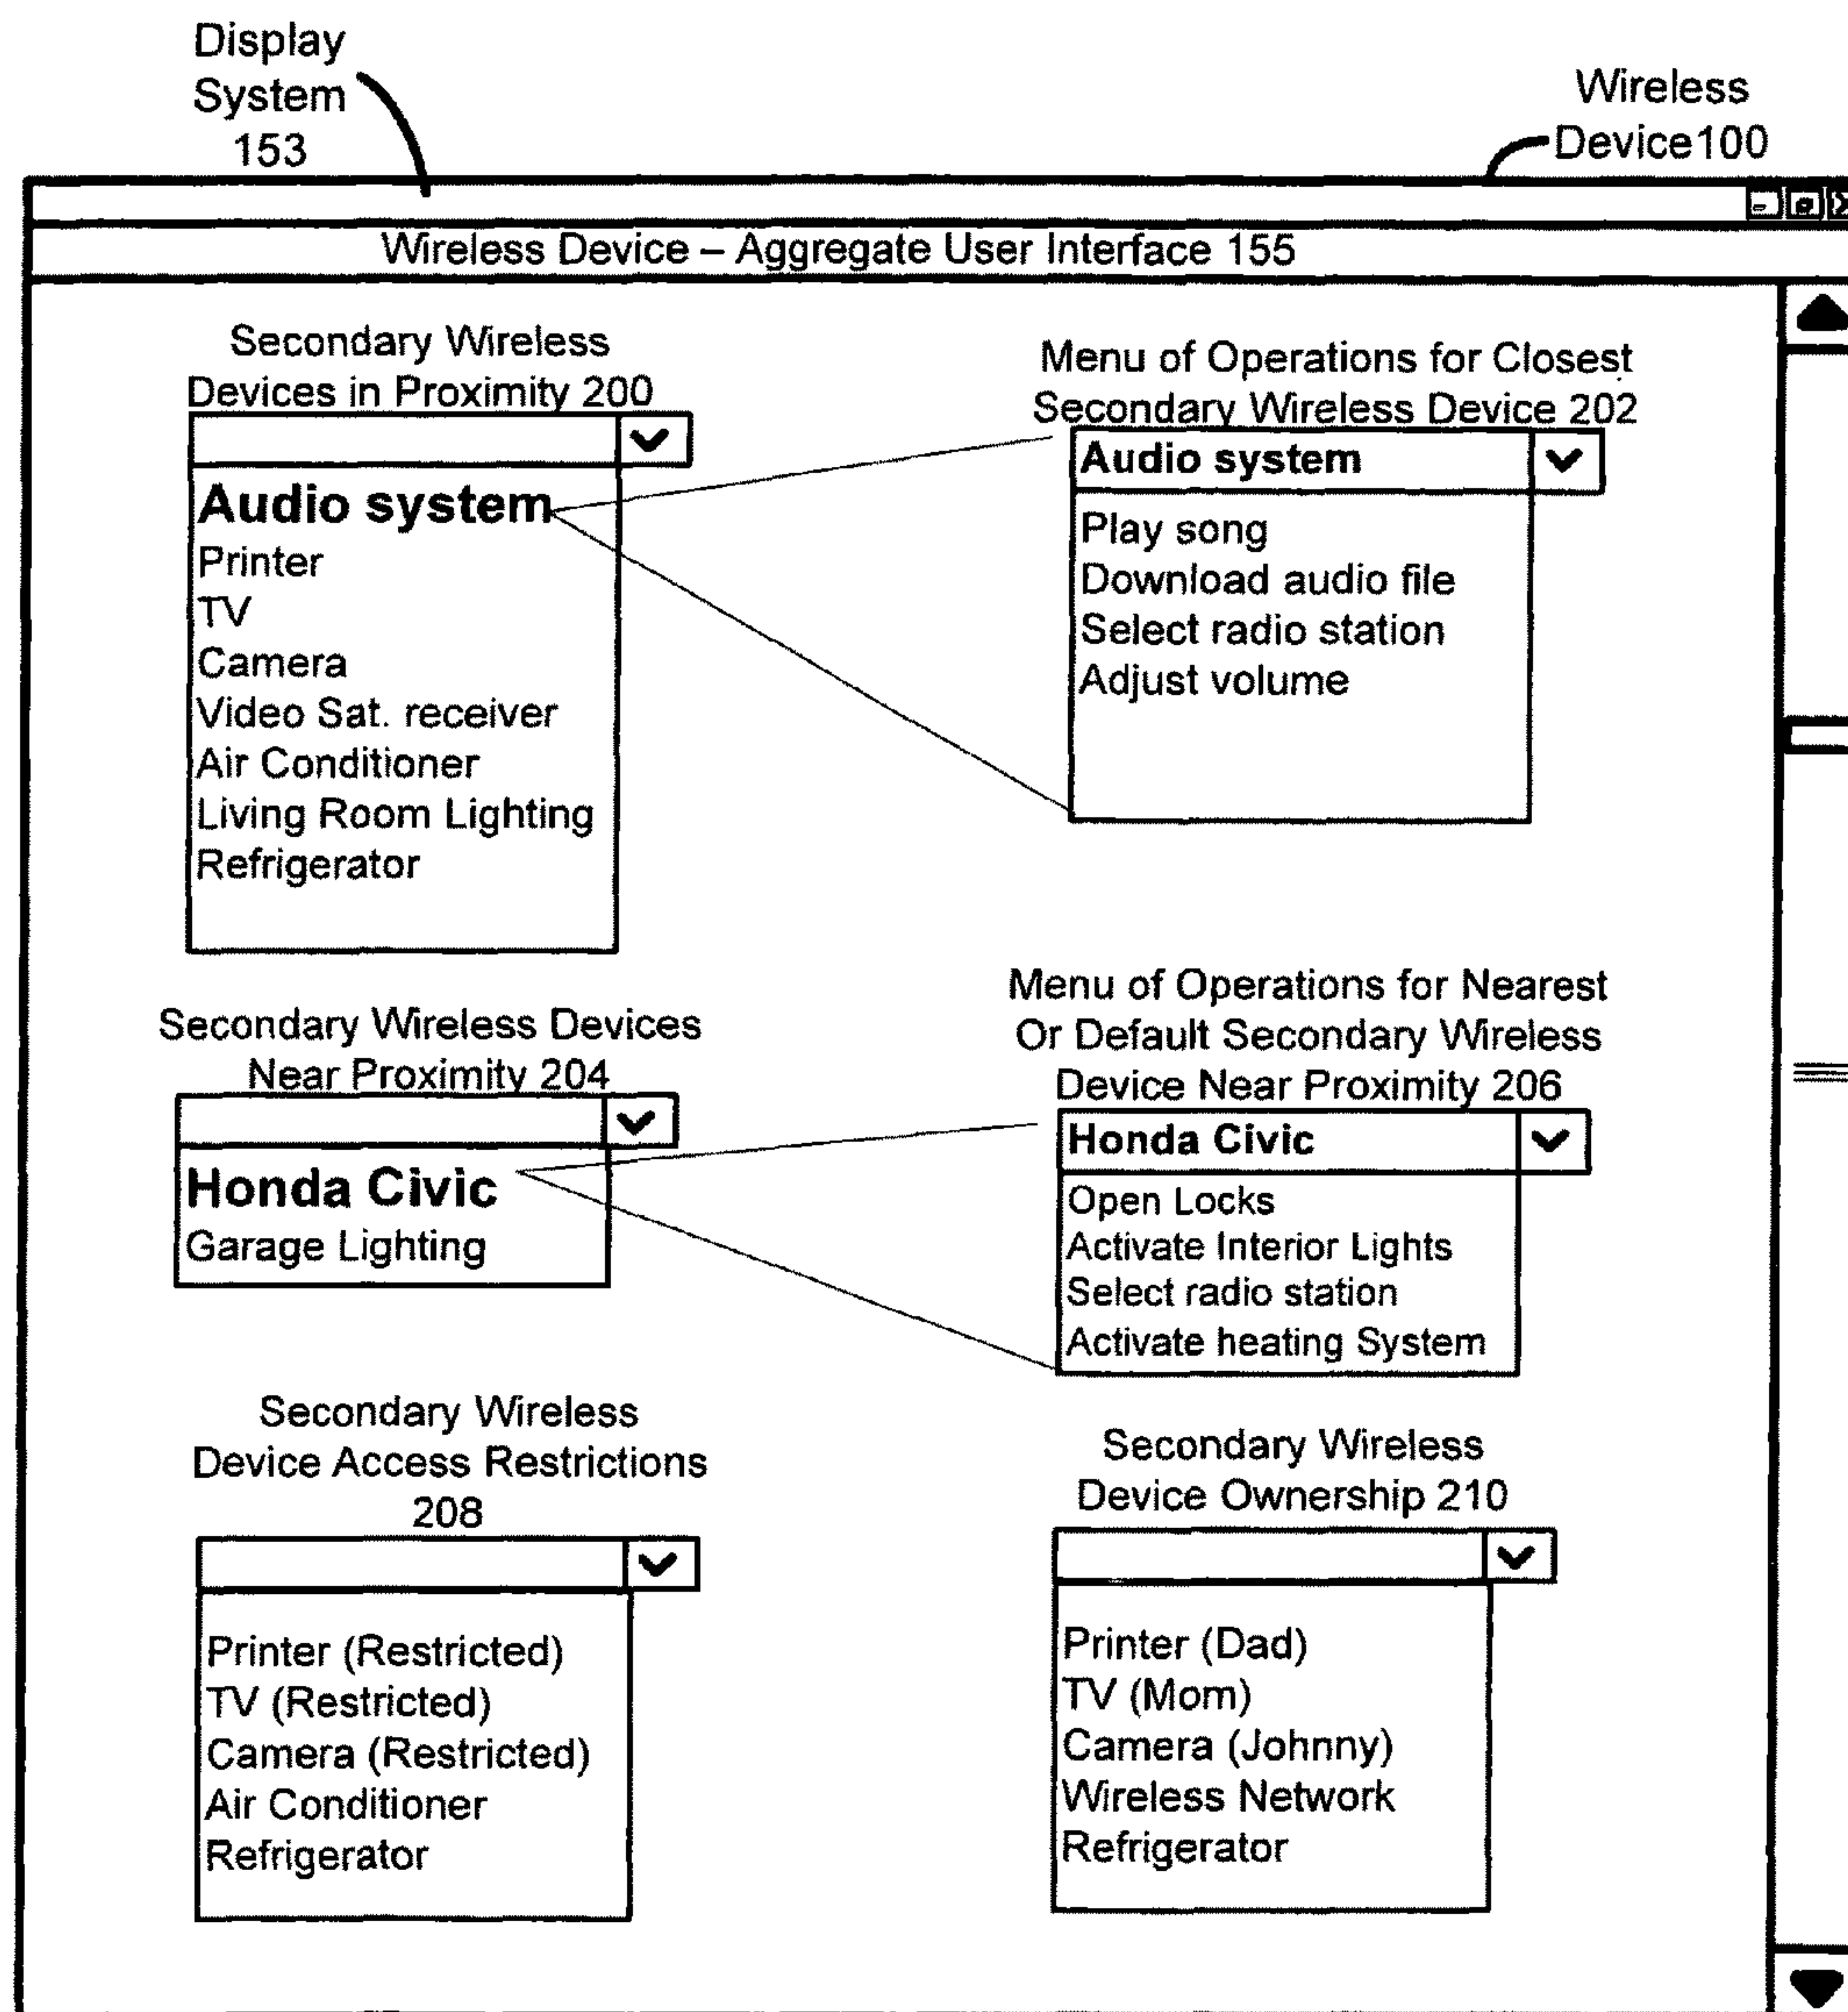 Display
System
153
Wireless
Device100
Wireless Device – Aggregate User Interface 155
Secondary Wireless
Devices in Proximity 200
Audio system
Printer
TV
Camera
Video Sat. receiver
Air Conditioner
Living Room Lighting
Refrigerator
Menu of Operations for Closest
Secondary Wireless Device 202
Audio system
Play song
Download audio file
Select radio station
Adjust volume
Secondary Wireless Devices
Near Proximity 204
Honda Civic
Garage Lighting
Menu of Operations for Nearest
Or Default Secondary Wireless
Device Near Proximity 206
Honda Civic
Open Locks
Activate Interior Lights
Select radio station
Activate heating System
Secondary Wireless
Device Access Restrictions
208
Printer (Restricted)
TV (Restricted)
Camera (Restricted)
Air Conditioner
Refrigerator
Secondary Wireless
Device Ownership 210
Printer (Dad)
TV (Mom)
Camera (Johnny)
Wireless Network
Refrigerator